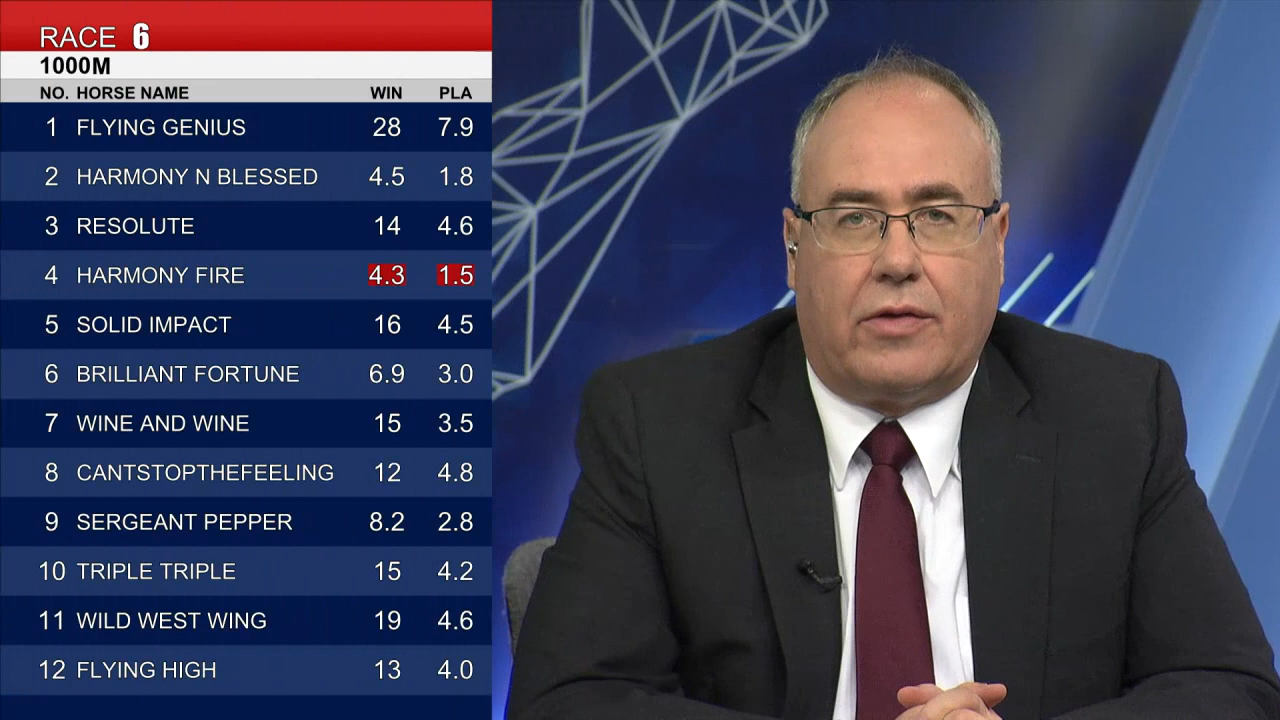 RACE 6
1000M
NO. HORSE NAME WIN PLA
1 FLYING GENIUS 28 7.9
2 HARMONY N BLESSED 4.5 1.8
3 RESOLUTE 14 4.6
4 HARMONY FIRE 4.3 1.5
5 SOLID IMPACT 16 4.5
6 BRILLIANT FORTUNE 6.9 3.0
7 WINE AND WINE 15 3.5
8 CANTSTOPTHEFEELING 12 4.8
9 SERGEANT PEPPER 8.2 2.8
10 TRIPLE TRIPLE 15 4.2
11 WILD WEST WING 19 4.6
12 FLYING HIGH 13 4.0